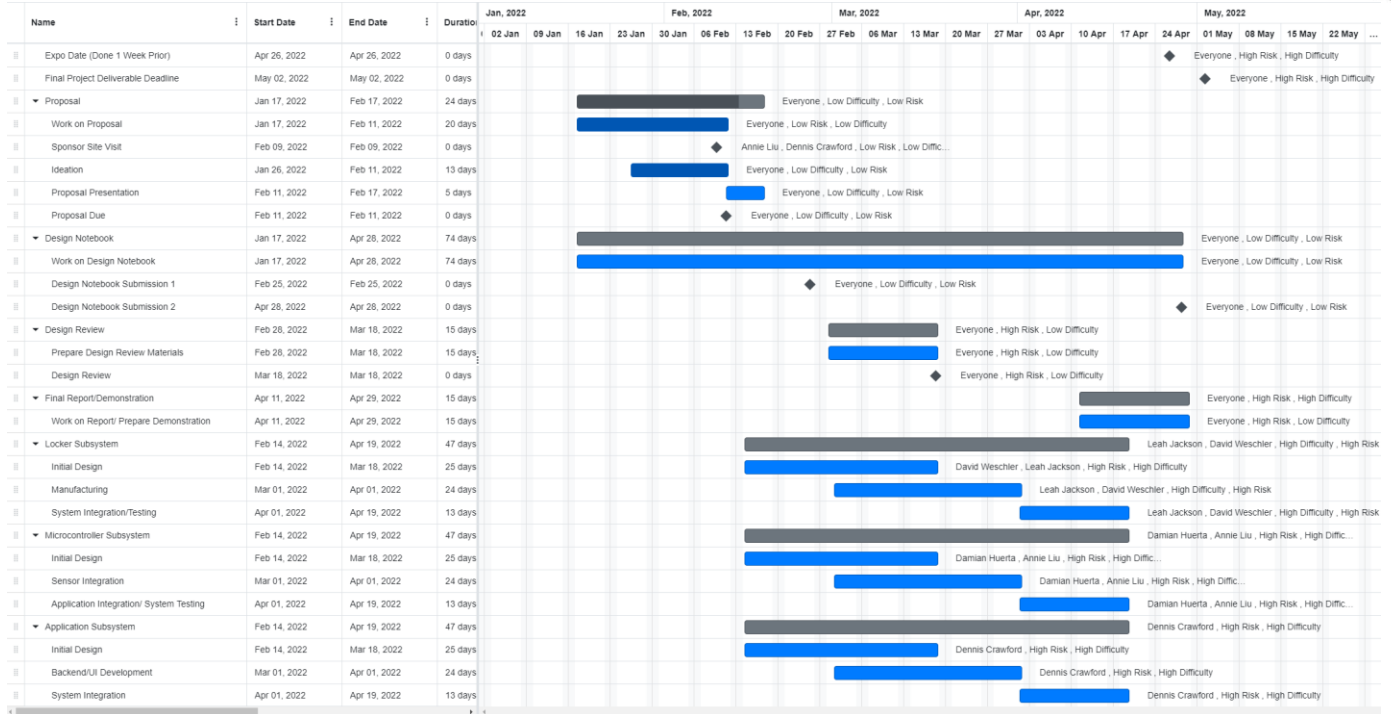 Jan, 2022 Feb, 2022 Mar, 2022 Apr, 2022 May, 2022
Name Start Date End Date Duratio
02 Jan 09 Jan 16 Jan 23 Jan 30 Jan 06 Feb 13 Feb 20 Feb 27 Feb 06 Mar 13 Mar 20 Mar 27 Mar 03 Apr 10 Apr 17 Apr 24 Apr 01 May 08 May 15 May 22 May ...
Expo Date (Done 1 Week Prior) Apr 26, 2022 Apr 26, 2022 0 days Everyone , High Risk , High Difficulty
Final Project Deliverable Deadline May 02, 2022 May 02, 2022 0 days Everyone , High Risk , High Difficulty
Proposal Jan 17, 2022 Feb 17, 2022 24 days Everyone , Low Difficulty , Low Risk
Work on Proposal Jan 17, 2022 Feb 11, 2022 20 days Everyone , Low Risk , Low Difficulty
Sponsor Site Visit Feb 09, 2022 Feb 09, 2022 0 days Annie Liu , Dennis Crawford , Low Risk , Low Diffic...
Ideation Jan 26, 2022 Feb 11, 2022 13 days Everyone , Low Difficulty , Low Risk
Proposal Presentation Feb 11, 2022 Feb 17, 2022 5 days Everyone , Low Difficulty , Low Risk
Proposal Due Feb 11, 2022 Feb 11, 2022 0 days Everyone , Low Difficulty , Low Risk
Design Notebook Jan 17, 2022 Apr 28, 2022 74 days Everyone , Low Difficulty , Low Risk
Work on Design Notebook Jan 17, 2022 Apr 28, 2022 74 days Everyone , Low Difficulty , Low Risk
Design Notebook Submission 1 Feb 25, 2022 Feb 25, 2022 0 days Everyone , Low Difficulty , Low Risk
Design Notebook Submission 2 Apr 28, 2022 Apr 28, 2022 0 days Everyone , Low Difficulty , Low Risk
Design Review Feb 28, 2022 Mar 18, 2022 15 days Everyone , High Risk , Low Difficulty
Prepare Design Review Materials Feb 28, 2022 Mar 18, 2022 15 days Everyone , High Risk , Low Difficulty
Design Review Mar 18, 2022 Mar 18, 2022 0 days Everyone , High Risk , Low Difficulty
Final Report/Demonstration Apr 11, 2022 Apr 29, 2022 15 days Everyone , High Risk , High Difficulty
Work on Report/ Prepare Demonstration Apr 11, 2022 Apr 29, 2022 15 days Everyone , High Risk , Low Difficulty
Locker Subsystem Feb 14, 2022 Apr 19, 2022 47 days Leah Jackson , David Weschler , High Difficulty , High Risk
Initial Design Feb 14, 2022 Mar 18, 2022 25 days David Weschler , Leah Jackson , High Risk , High Difficulty
Manufacturing Mar 01, 2022 Apr 01, 2022 24 days Leah Jackson , David Weschler , High Difficulty , High Risk
System Integration/Testing Apr 01, 2022 Apr 19, 2022 13 days Leah Jackson , David Weschler , High Difficulty , High Risk
Microcontroller Subsystem Feb 14, 2022 Apr 19, 2022 47 days Damian Huerta , Annie Liu , High Risk , High Diffic...
Initial Design Feb 14, 2022 Mar 18, 2022 25 days Damian Huerta , Annie Liu , High Risk , High Diffic...
Sensor Integration Mar 01, 2022 Apr 01, 2022 24 days Damian Huerta , Annie Liu , High Risk , High Diffic...
Application Integration/ System Testing Apr 01, 2022 Apr 19, 2022 13 days Damian Huerta , Annie Liu , High Risk , High Diffic...
Application Subsystem Feb 14, 2022 Apr 19, 2022 47 days Dennis Crawford , High Risk , High Difficulty
Initial Design Feb 14, 2022 Mar 18, 2022 25 days Dennis Crawford , High Risk , High Difficulty
Backend/UI Development Mar 01, 2022 Apr 01, 2022 24 days Dennis Crawford , High Risk , High Difficulty
System Integration Apr 01, 2022 Apr 19, 2022 13 days Dennis Crawford , High Risk , High Difficulty